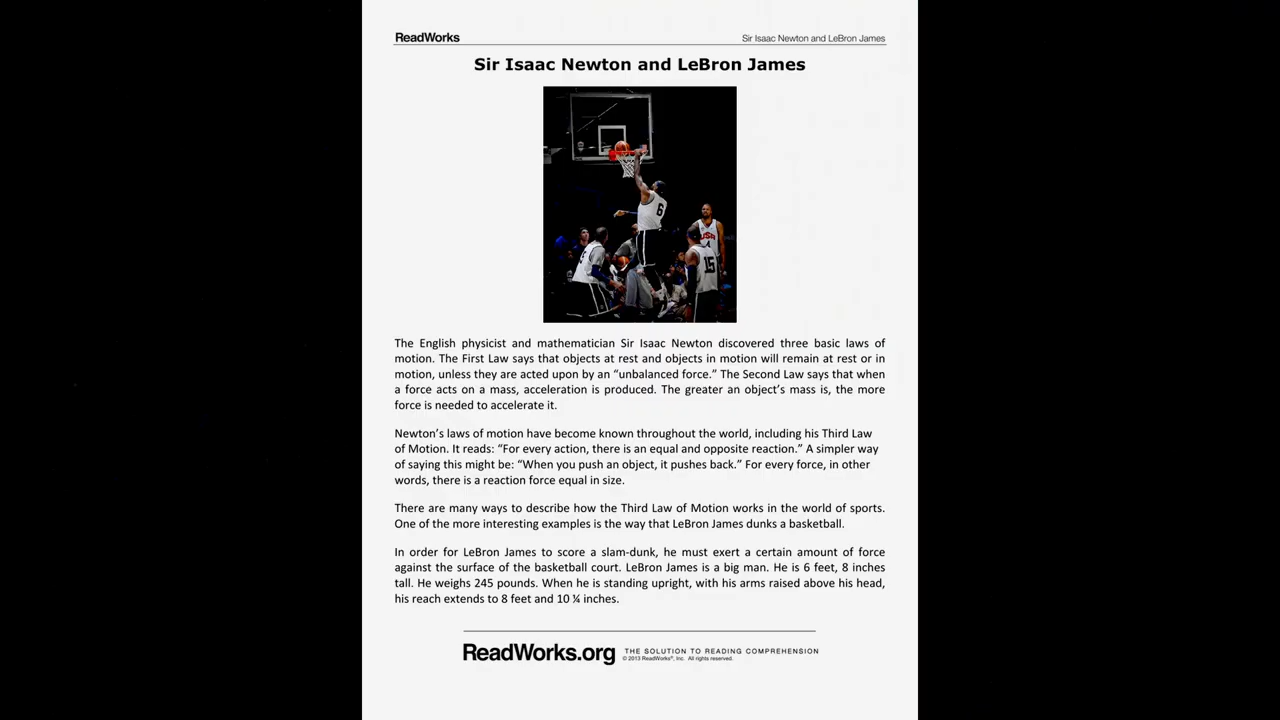 ReadWorks
Sir Isaac Newton and LeBron James
Sir Isaac Newton and LeBron James
6
15
The English physicist and mathematician Sir Isaac Newton discovered three basic laws of
motion. The First Law says that objects at rest and objects in motion will remain at rest or in
motion, unless they are acted upon by an “unbalanced force.” The Second Law says that when
a force acts on a mass, acceleration is produced. The greater an object’s mass is, the more
force is needed to accelerate it.
Newton’s laws of motion have become known throughout the world, including his Third Law
of Motion. It reads: “For every action, there is an equal and opposite reaction.” A simpler way
of saying this might be: “When you push an object, it pushes back.” For every force, in other
words, there is a reaction force equal in size.
There are many ways to describe how the Third Law of Motion works in the world of sports.
One of the more interesting examples is the way that LeBron James dunks a basketball.
In order for LeBron James to score a slam-dunk, he must exert a certain amount of force
against the surface of the basketball court. LeBron James is a big man. He is 6 feet, 8 inches
tall. He weighs 245 pounds. When he is standing upright, with his arms raised above his head,
his reach extends to 8 feet and 10 ¼ inches.
ReadWorks.org
THE SOLUTION TO READING COMPREHENSION
© 2013 ReadWorks®, Inc. All rights reserved.